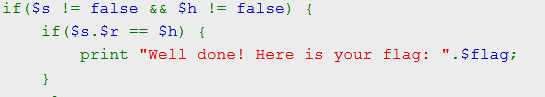 if($s != false && $h != false) {
if($s.$r == $h) {
print "Well done! Here is your flag: ".$flag;
}